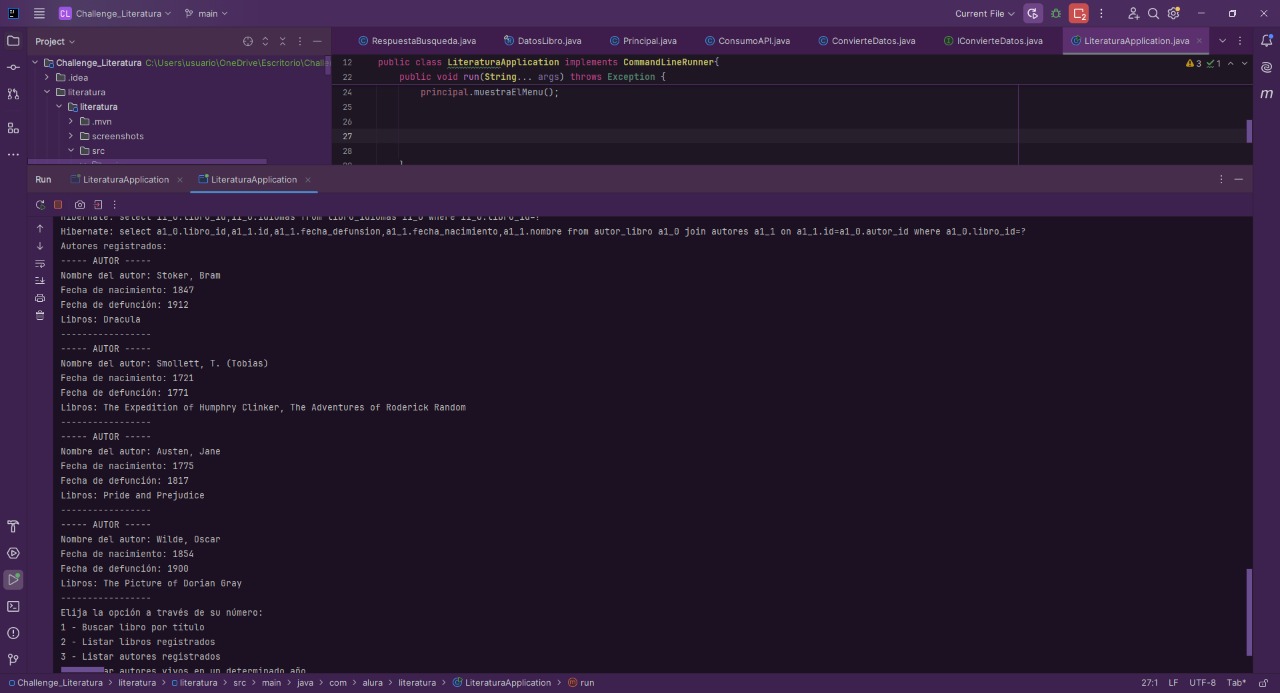 Challenge_Literatura main Current File
Project
RespuestaBusqueda.java DatosLibro.java Principal.java ConsumoAPI.java ConvierteDatos.java IConvierteDatos.java LiteraturaApplication.java
Challenge_Literatura C:\Users\usuario\OneDrive\Escritorio\Challe
.idea
literatura
literatura
.mvn
screenshots
src
12 public class LiteraturaApplication implements CommandLineRunner{
3 1
22 public void run(String... args) throws Exception {
24 principal.muestraElMenu();
25
26
27
28
Run LiteraturaApplication LiteraturaApplication
Hibernate: select a1_0.libro_id,a1_1.id,a1_1.fecha_defunsion,a1_1.fecha_nacimiento,a1_1.nombre from autor_libro a1_0 join autores a1_1 on a1_1.id=a1_0.autor_id where a1_0.libro_id=?
Autores registrados:
----- AUTOR -----
Nombre del autor: Stoker, Bram
Fecha de nacimiento: 1847
Fecha de defunción: 1912
Libros: Dracula
-----------------
----- AUTOR -----
Nombre del autor: Smollett, T. (Tobias)
Fecha de nacimiento: 1721
Fecha de defunción: 1771
Libros: The Expedition of Humphry Clinker, The Adventures of Roderick Random
-----------------
----- AUTOR -----
Nombre del autor: Austen, Jane
Fecha de nacimiento: 1775
Fecha de defunción: 1817
Libros: Pride and Prejudice
-----------------
----- AUTOR -----
Nombre del autor: Wilde, Oscar
Fecha de nacimiento: 1854
Fecha de defunción: 1900
Libros: The Picture of Dorian Gray
-----------------
Elija la opción a través de su número:
1 - Buscar libro por título
2 - Listar libros registrados
3 - Listar autores registrados
ar autores vivos en un determinado año
Challenge_Literatura > literatura > literatura > src > main > java > com > alura > literatura > LiteraturaApplication > run 27:1 LF UTF-8 Tab*